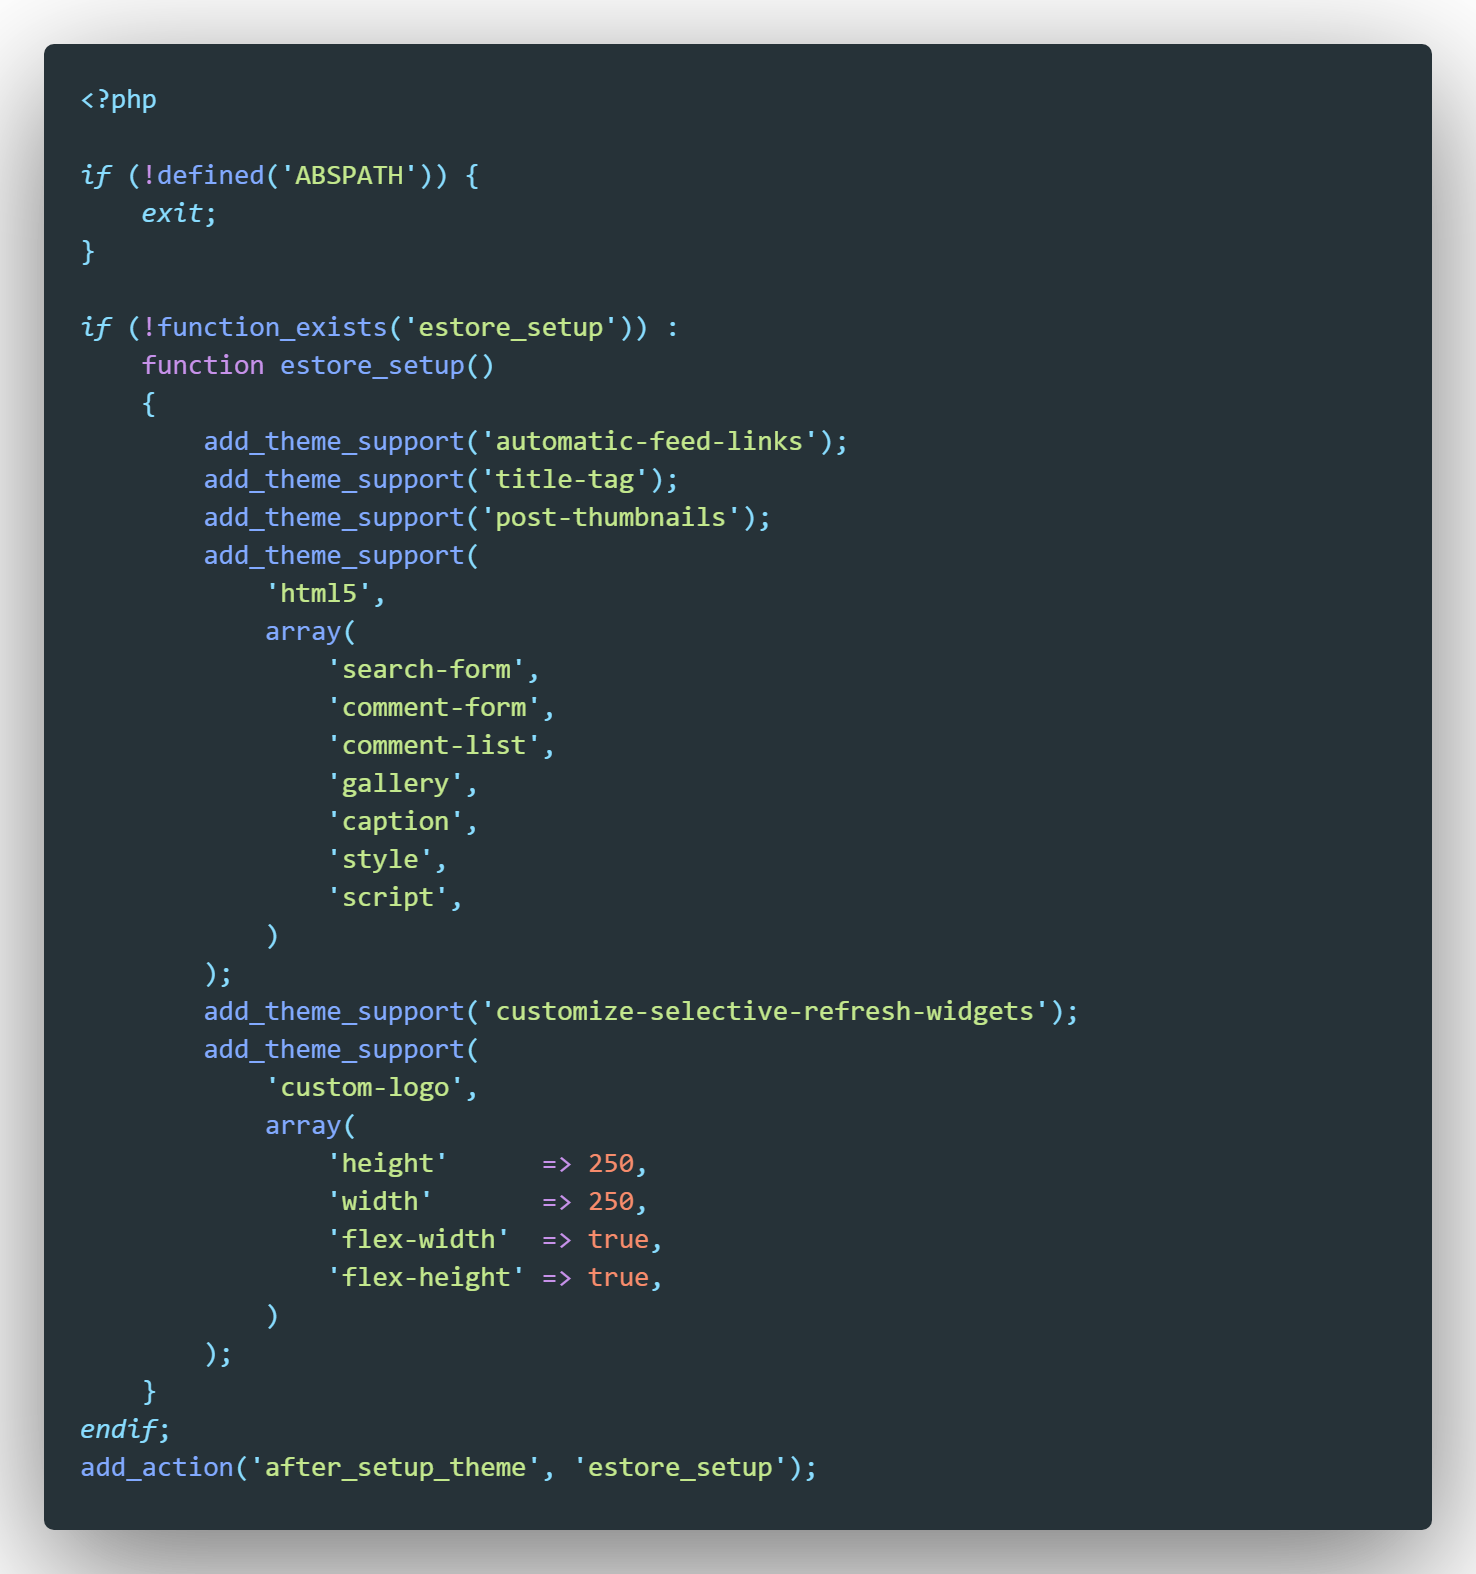 <?php

if (!defined('ABSPATH')) {
    exit;
}

if (!function_exists('estore_setup')) :
    function estore_setup()
    {
        add_theme_support('automatic-feed-links');
        add_theme_support('title-tag');
        add_theme_support('post-thumbnails');
        add_theme_support(
            'html5',
            array(
                'search-form',
                'comment-form',
                'comment-list',
                'gallery',
                'caption',
                'style',
                'script',
            )
        );
        add_theme_support('customize-selective-refresh-widgets');
        add_theme_support(
            'custom-logo',
            array(
                'height'      => 250,
                'width'       => 250,
                'flex-width'  => true,
                'flex-height' => true,
            )
        );
    }
endif;
add_action('after_setup_theme', 'estore_setup');